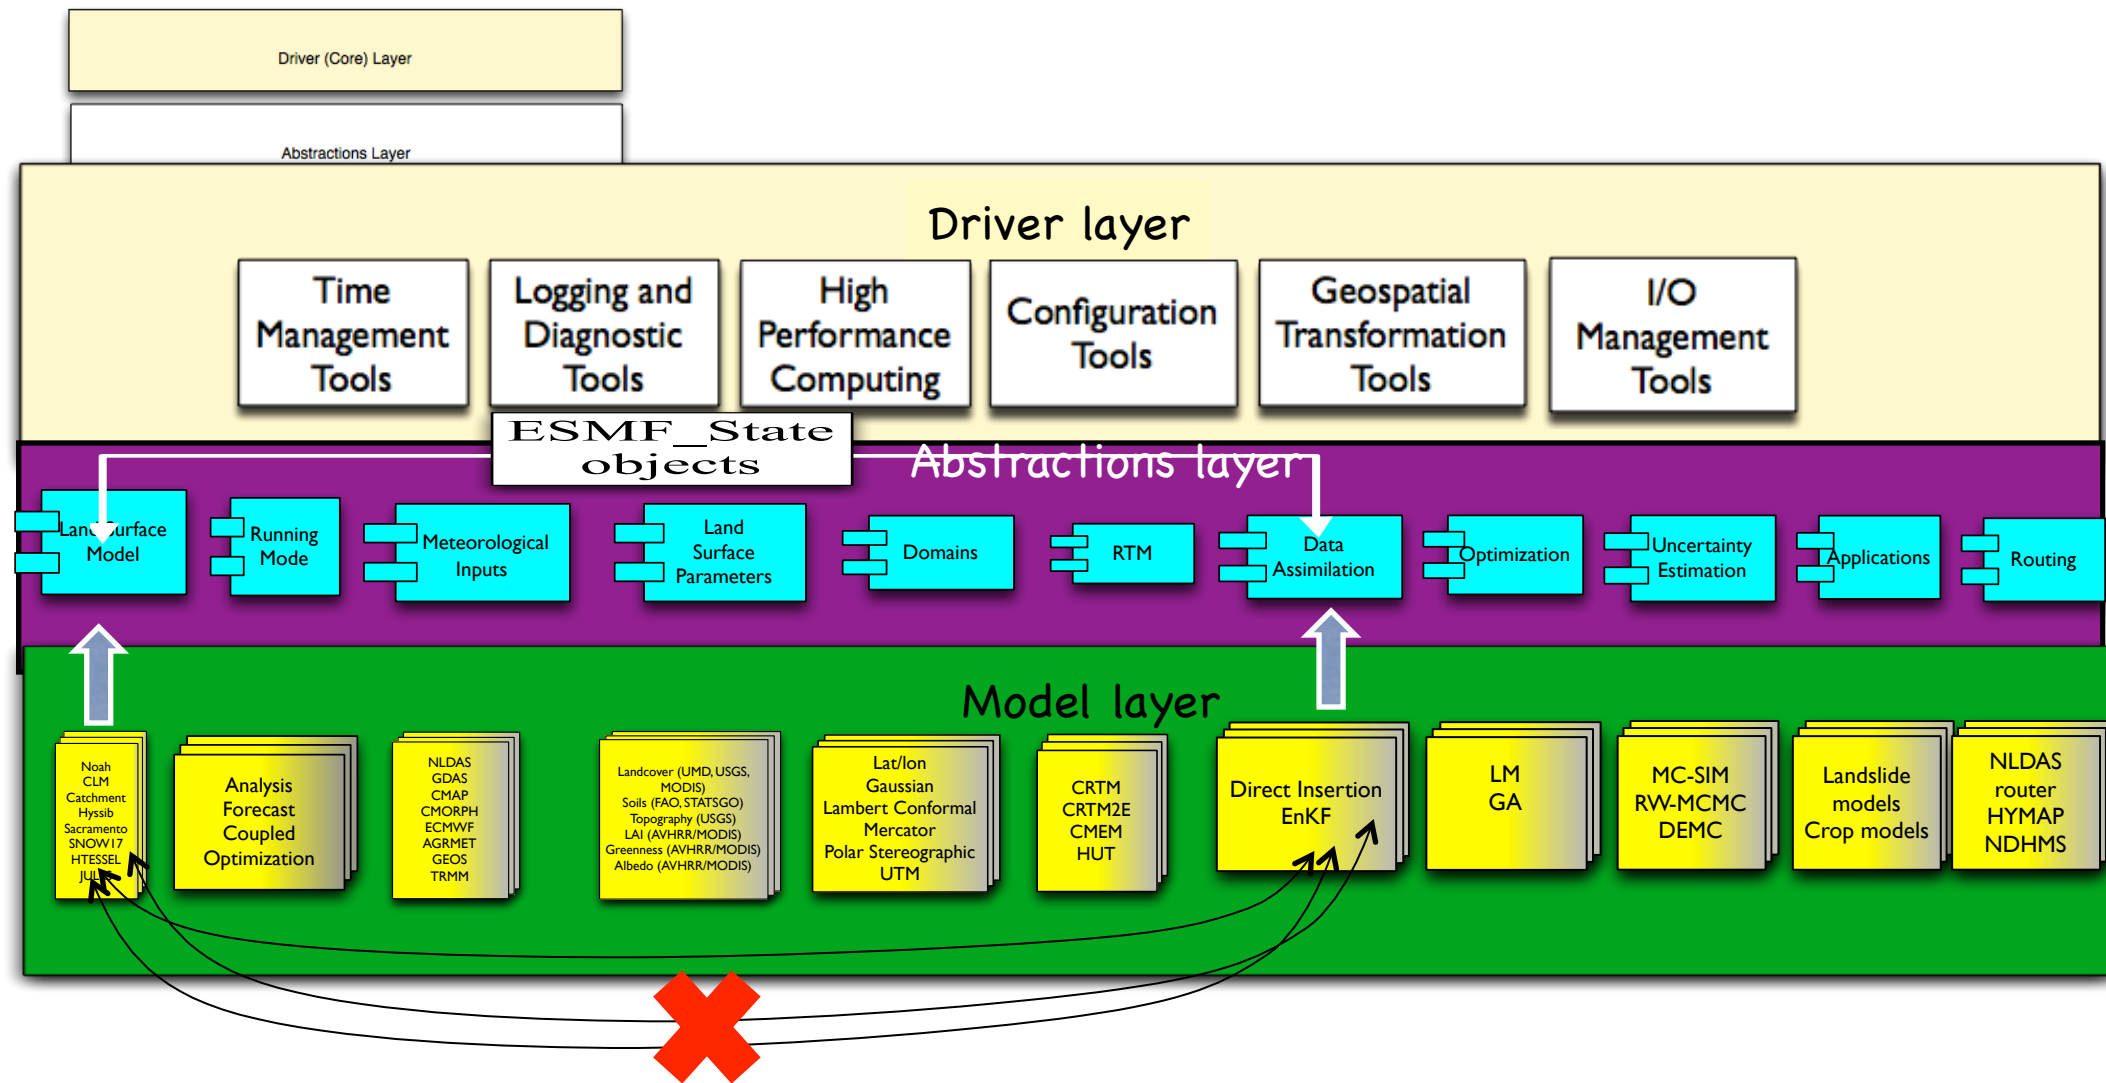 Driver (Core) Layer
Abstractions Layer
Driver layer
Time
Management
Tools
Logging and
Diagnostic
Tools
High
Performance
Computing
Configuration
Tools
Geospatial
Transformation
Tools
I/O
Management
Tools
ESMF_State
objects
Abstractions layer
Land Surface
Model
Running
Mode
Meteorological
Inputs
Land
Surface
Parameters
Domains
RTM
Data
Assimilation
Optimization
Uncertainty
Estimation
Applications
Routing
Model layer
Noah
CLM
Catchment
Hyssib
Sacramento
SNOW17
HTESSEL
JULES
Analysis
Forecast
Coupled
Optimization
NLDAS
GDAS
CMAP
CMORPH
ECMWF
AGRMET
GEOS
TRMM
Landcover (UMD, USGS,
MODIS)
Soils (FAO, STATSGO)
Topography (USGS)
LAI (AVHRR/MODIS)
Greenness (AVHRR/MODIS)
Albedo (AVHRR/MODIS)
Lat/lon
Gaussian
Lambert Conformal
Mercator
Polar Stereographic
UTM
CRTM
CRTM2E
CMEM
HUT
Direct Insertion
EnKF
LM
GA
MC-SIM
RW-MCMC
DEMC
Landslide
models
Crop models
NLDAS
router
HYMAP
NDHMS